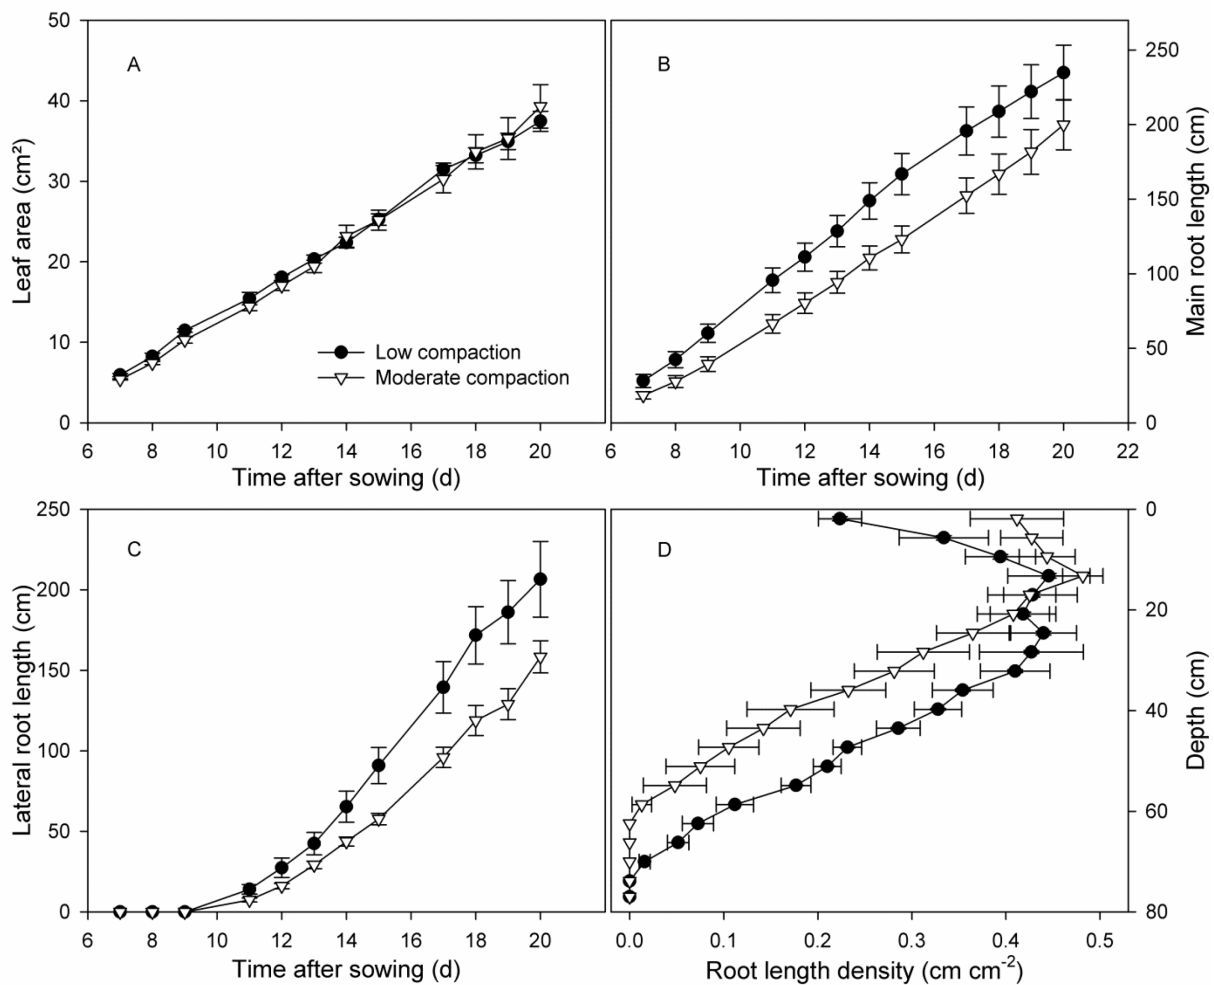 50
40
30
20
10
0
Leaf area (cm²)
A
Low compaction
Moderate compaction
6 8 10 12 14 16 18 20
Time after sowing (d)
B
250
200
150
100
50
0
Main root length (cm)
6 8 10 12 14 16 18 20 22
Time after sowing (d)
250
200
150
100
50
0
Lateral root length (cm)
C
6 8 10 12 14 16 18 20
Time after sowing (d)
D
0
20
40
60
80
Depth (cm)
0.0 0.1 0.2 0.3 0.4 0.5
Root length density (cm cm⁻²)